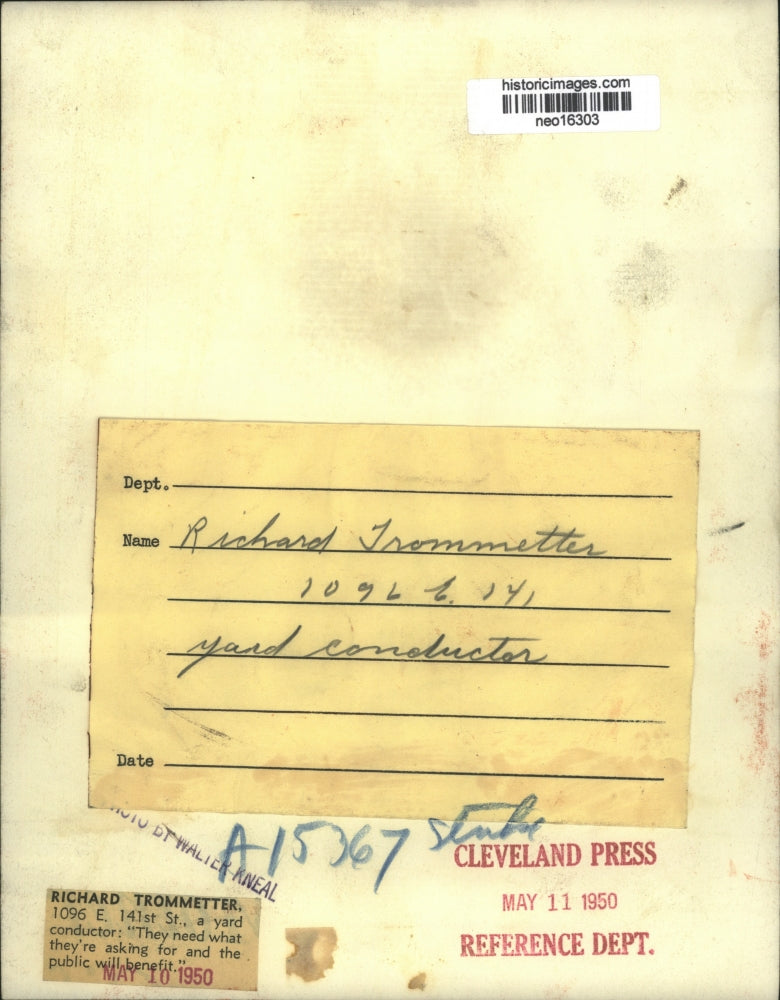 historicimages.com
neo16303
Dept.
Name Richard Trommetter
1096 E. 141
yard conductor
Date
PHOTO BY WALTER KNEAL
A15367
CLEVELAND PRESS
MAY 11 1950
REFERENCE DEPT.
RICHARD TROMMETTER,
1096 E. 141st St., a yard
conductor: "They need what
they're asking for and the
public will benefit."
MAY 10 1950